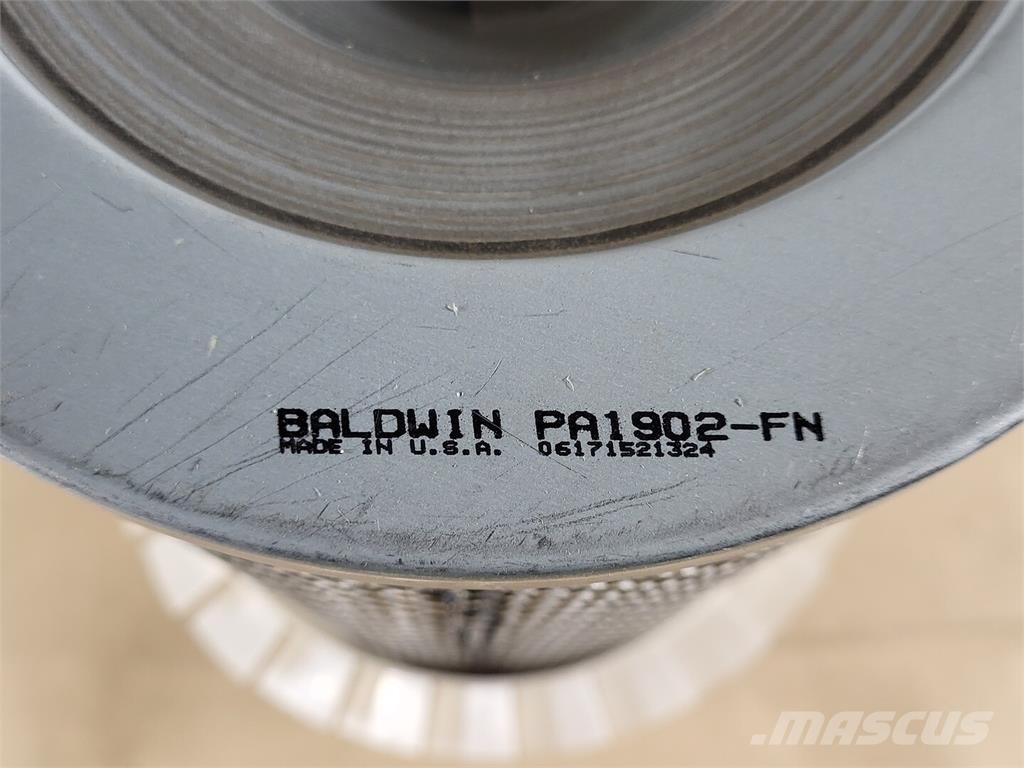 BALDWIN PA1902-FN
MADE IN U.S.A. 06171521324
MASCUS